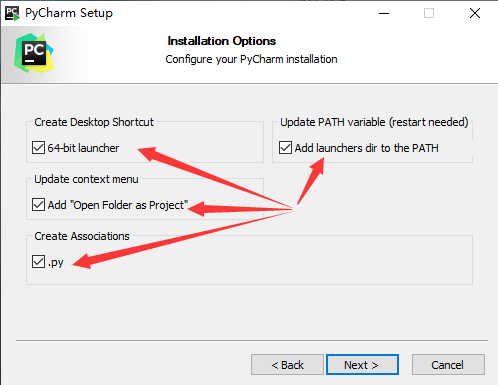 PC
PyCharm Setup
PC
Installation Options
Configure your PyCharm installation
Create Desktop Shortcut
64-bit launcher
Update PATH variable (restart needed)
Add launchers dir to the PATH
Update context menu
Add "Open Folder as Project"
Create Associations
.py
< Back
Next >
Cancel